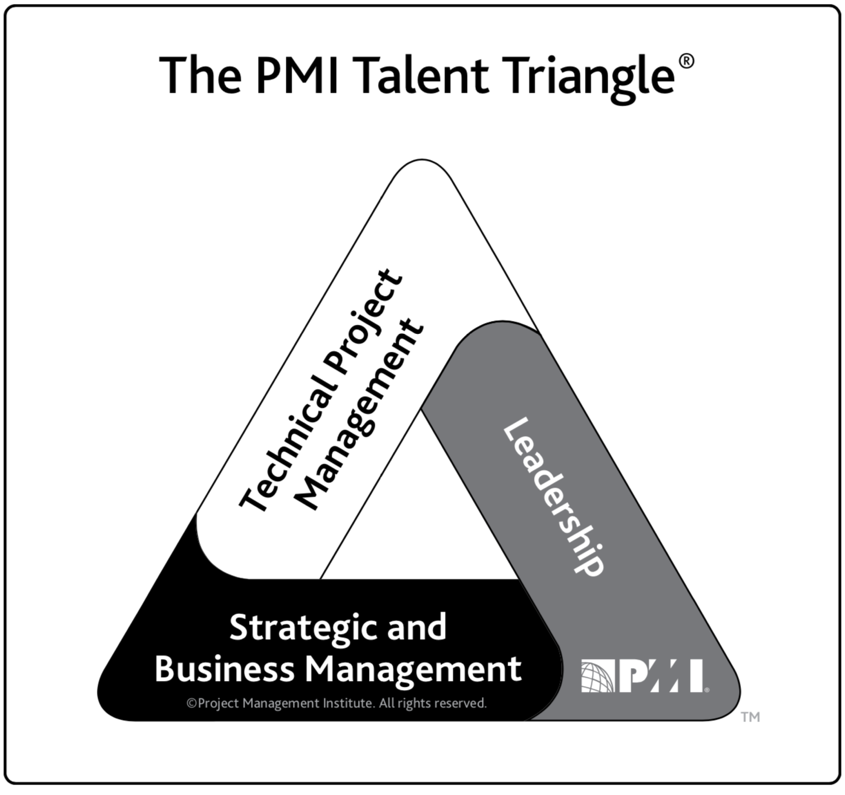 The PMI Talent Triangle®
Technical Project
Management
Leadership
Strategic and
Business Management
©Project Management Institute. All rights reserved.
PMI®
TM